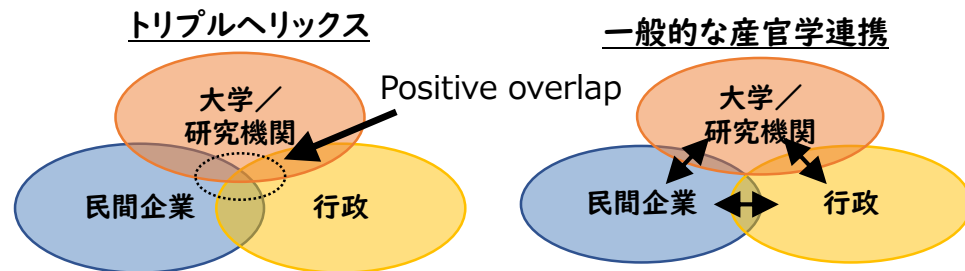 トリプルヘリックス
Positive overlap
大学／
研究機関
民間企業
行政
一般的な産官学連携
大学／
研究機関
民間企業
行政